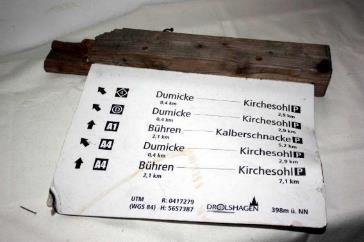 Dumicke Kirchesohl P
0,4 km 2,9 km
Dumicke Kirchesohl P
0,4 km 2,9 km
A1 Bühren Kalberschnacke P
2,1 km 5,7 km
A4 Dumicke Kirchesohl P
0,4 km 2,9 km
A4 Bühren Kirchesohl P
2,1 km 7,1 km
UTM R: 0417279
(WGS 84) H: 5657387 DROLSHAGEN 398m ü. NN